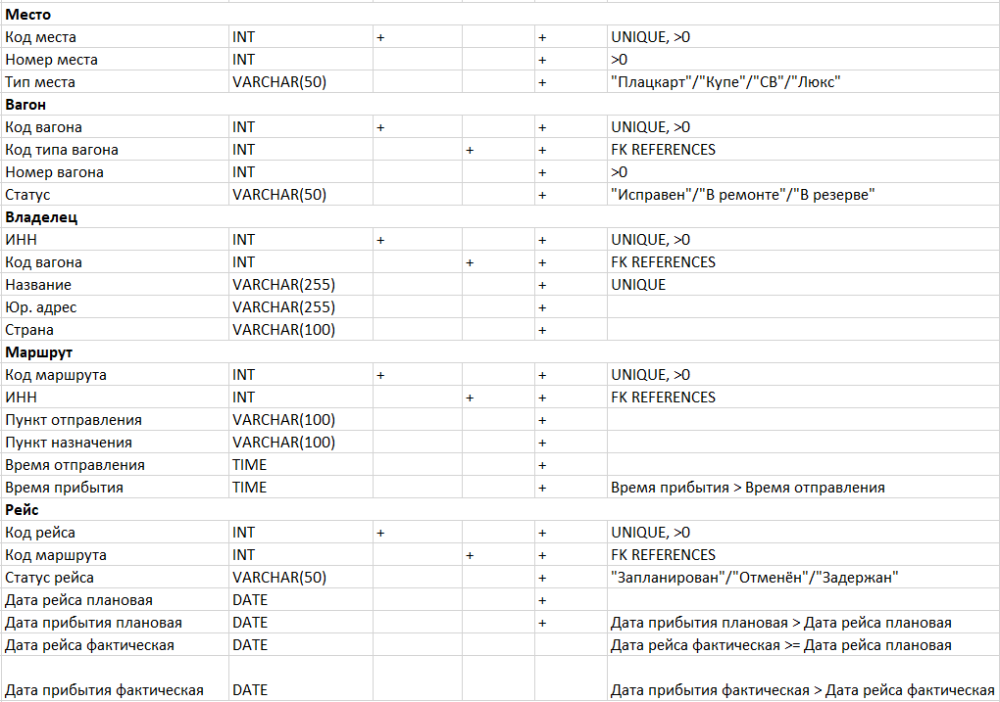 Место
Код места INT + + UNIQUE, >0
Номер места INT + >0
Тип места VARCHAR(50) + "Плацкарт"/"Купе"/"СВ"/"Люкс"
Вагон
Код вагона INT + + UNIQUE, >0
Код типа вагона INT + + FK REFERENCES
Номер вагона INT + >0
Статус VARCHAR(50) + "Исправен"/"В ремонте"/"В резерве"
Владелец
ИНН INT + + UNIQUE, >0
Код вагона INT + + FK REFERENCES
Название VARCHAR(255) + UNIQUE
Юр. адрес VARCHAR(255) +
Страна VARCHAR(100) +
Маршрут
Код маршрута INT + + UNIQUE, >0
ИНН INT + + FK REFERENCES
Пункт отправления VARCHAR(100) +
Пункт назначения VARCHAR(100) +
Время отправления TIME +
Время прибытия TIME + Время прибытия > Время отправления
Рейс
Код рейса INT + + UNIQUE, >0
Код маршрута INT + + FK REFERENCES
Статус рейса VARCHAR(50) + "Запланирован"/"Отменён"/"Задержан"
Дата рейса плановая DATE +
Дата прибытия плановая DATE + Дата прибытия плановая > Дата рейса плановая
Дата рейса фактическая DATE Дата рейса фактическая >= Дата рейса плановая
Дата прибытия фактическая DATE Дата прибытия фактическая > Дата рейса фактическая